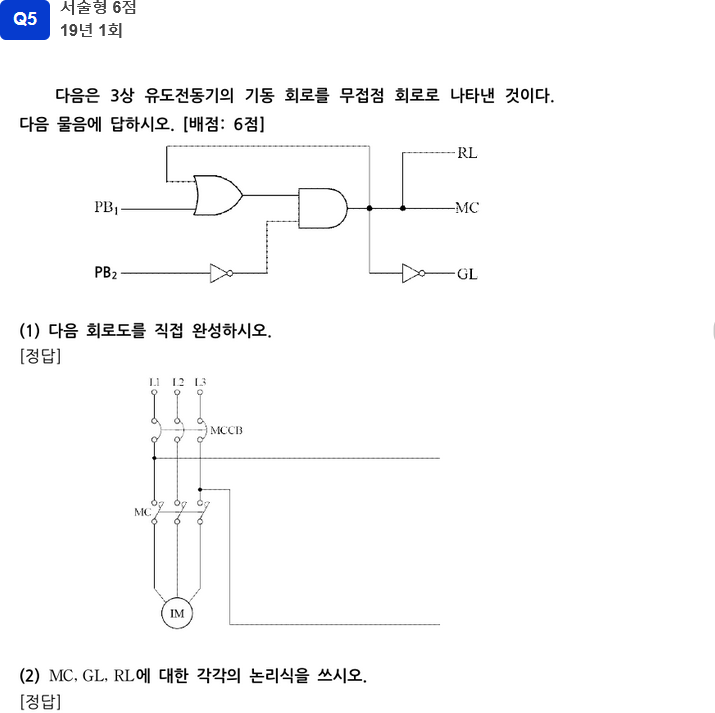 Q5
서술형 6점
19년 1회
다음은 3상 유도전동기의 기동 회로를 무접점 회로로 나타낸 것이다.
다음 물음에 답하시오. [배점: 6점]
RL
PB₁
MC
PB₂
GL
(1) 다음 회로도를 직접 완성하시오.
[정답]
L1 L2 L3
MCCB
MC
IM
(2) MC, GL, RL에 대한 각각의 논리식을 쓰시오.
[정답]